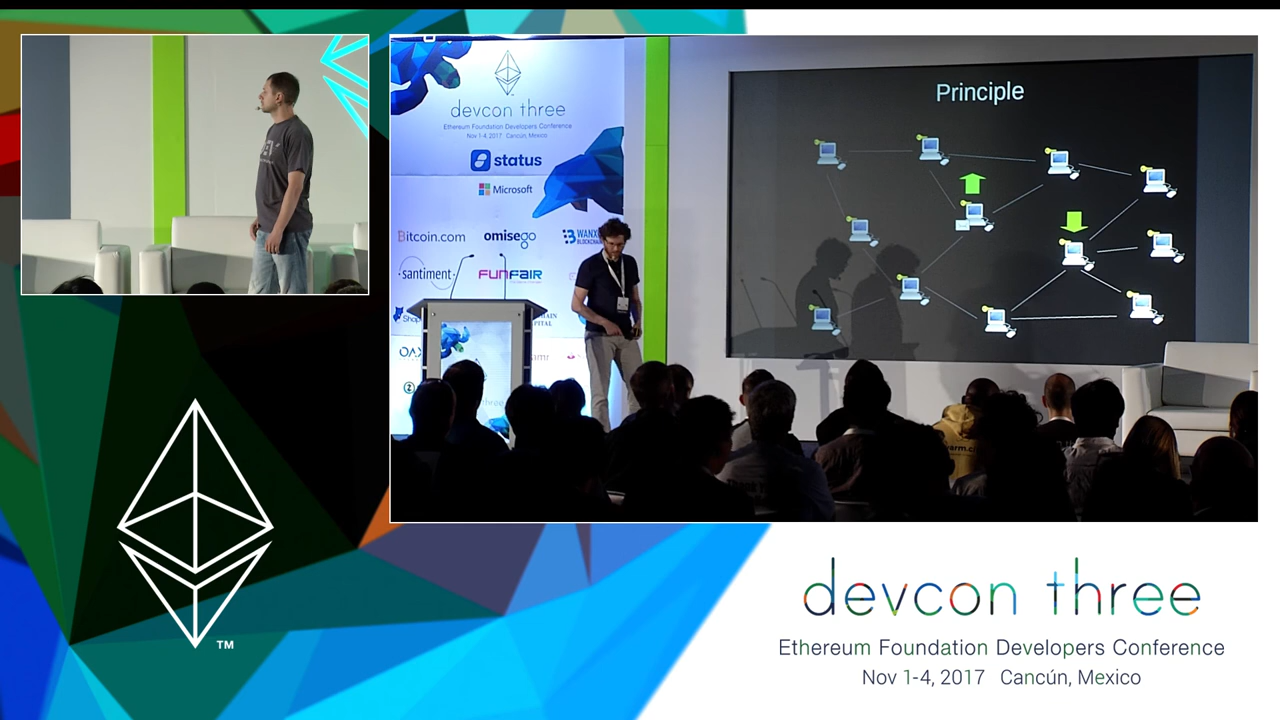 devcon three
Ethereum Foundation Developers Conference
Nov 1-4, 2017 Cancún, Mexico
status
Microsoft
Bitcoin.com
omisego
santiment
FUNFAIR
Principle
TM
devcon three
Ethereum Foundation Developers Conference
Nov 1-4, 2017 Cancún, Mexico